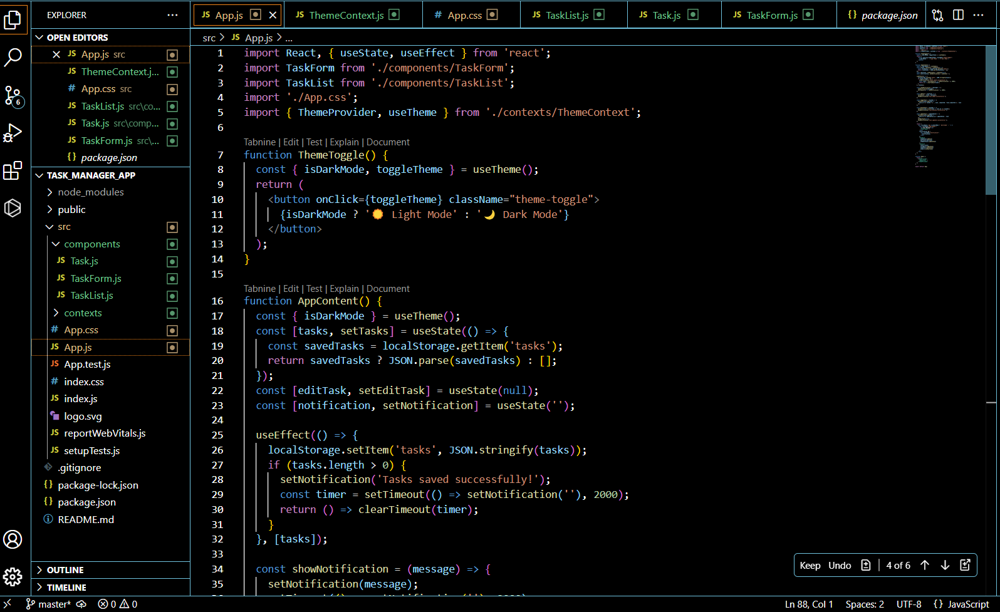 EXPLORER
···
JS App.js
JS ThemeContext.js
# App.css
JS TaskList.js
JS Task.js
JS TaskForm.js
{} package.json
···
OPEN EDITORS
JS App.js src
JS ThemeContext.j...
# App.css src
JS TaskList.js src\co...
JS Task.js src\comp...
JS TaskForm.js src\...
{} package.json
TASK_MANAGER_APP
node_modules
public
src
components
JS Task.js
JS TaskForm.js
JS TaskList.js
contexts
# App.css
JS App.js
JS App.test.js
# index.css
JS index.js
logo.svg
JS reportWebVitals.js
JS setupTests.js
.gitignore
{} package-lock.json
{} package.json
README.md
OUTLINE
TIMELINE
6
src > JS App.js > ...
1 import React, { useState, useEffect } from 'react';
2 import TaskForm from './components/TaskForm';
3 import TaskList from './components/TaskList';
4 import './App.css';
5 import { ThemeProvider, useTheme } from './contexts/ThemeContext';
6
Tabnine | Edit | Test | Explain | Document
7 function ThemeToggle() {
8 const { isDarkMode, toggleTheme } = useTheme();
9 return (
10 <button onClick={toggleTheme} className="theme-toggle">
11 {isDarkMode ? '☀️ Light Mode' : '🌙 Dark Mode'}
12 </button>
13 );
14 }
15
Tabnine | Edit | Test | Explain | Document
16 function AppContent() {
17 const { isDarkMode } = useTheme();
18 const [tasks, setTasks] = useState(() => {
19 const savedTasks = localStorage.getItem('tasks');
20 return savedTasks ? JSON.parse(savedTasks) : [];
21 });
22 const [editTask, setEditTask] = useState(null);
23 const [notification, setNotification] = useState('');
24
25 useEffect(() => {
26 localStorage.setItem('tasks', JSON.stringify(tasks));
27 if (tasks.length > 0) {
28 setNotification('Tasks saved successfully!');
29 const timer = setTimeout(() => setNotification(''), 2000);
30 return () => clearTimeout(timer);
31 }
32 }, [tasks]);
33
34 const showNotification = (message) => {
35 setNotification(message);
Keep Undo 4 of 6
master* 0 0
Ln 88, Col 1 Spaces: 2 UTF-8 {} JavaScript